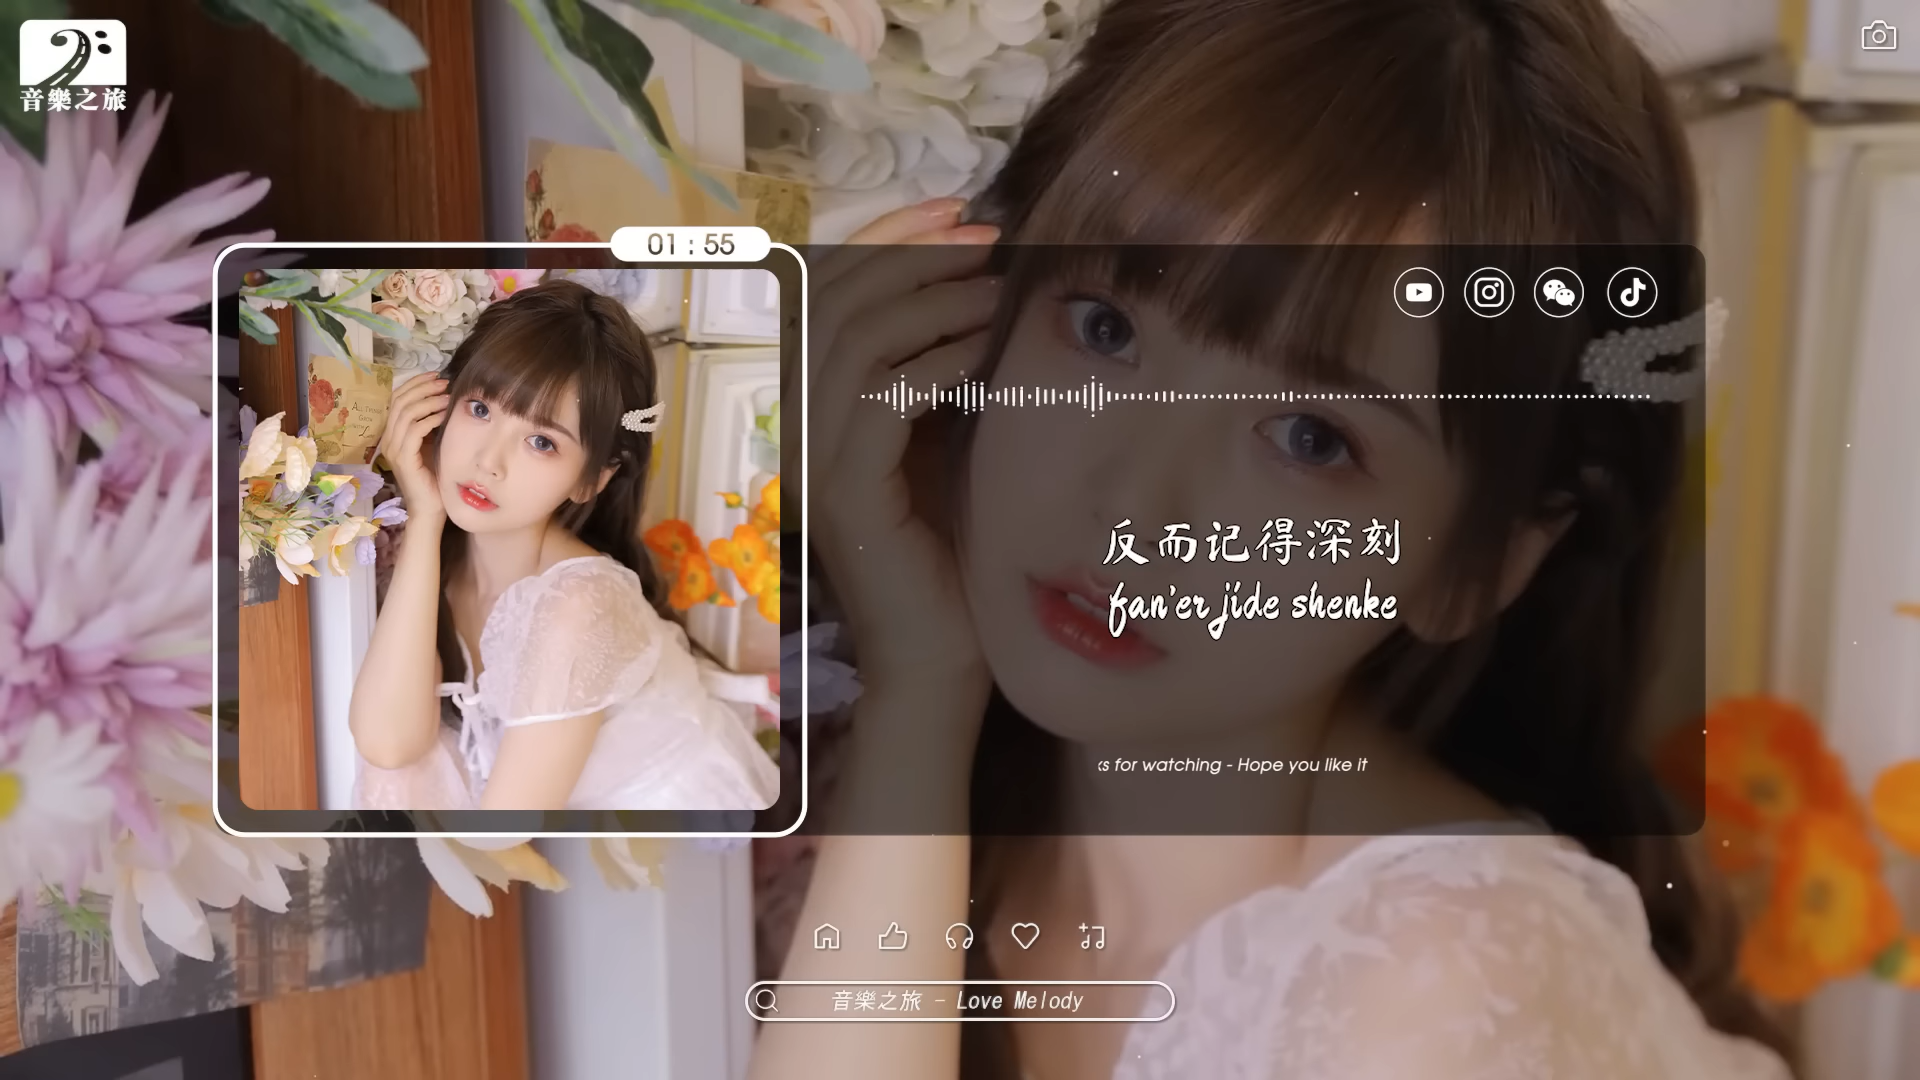 音樂之旅
01 : 55
反而记得深刻
fan'er jide shenke
s for watching - Hope you like it
音樂之旅 - Love Melody